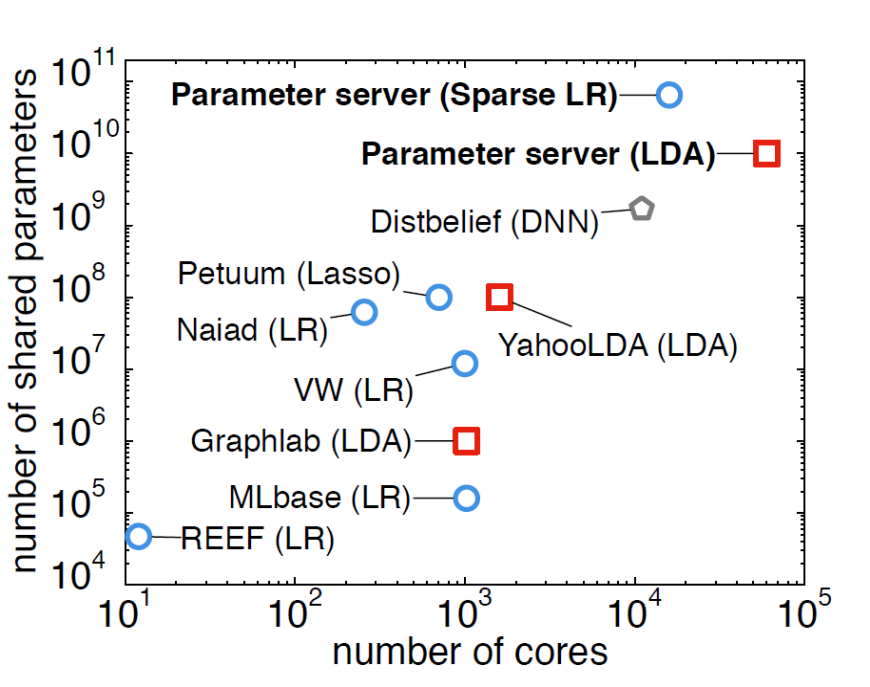 number of shared parameters
10^11
10^10
10^9
10^8
10^7
10^6
10^5
10^4
Parameter server (Sparse LR)
Parameter server (LDA)
Distbelief (DNN)
Petuum (Lasso)
Naiad (LR)
YahooLDA (LDA)
VW (LR)
Graphlab (LDA)
MLbase (LR)
REEF (LR)
10^1 10^2 10^3 10^4 10^5
number of cores